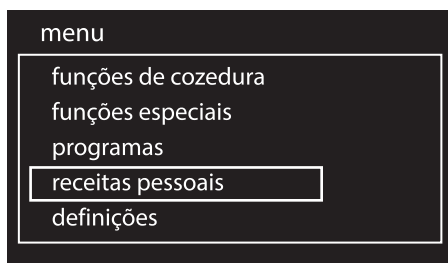 menu
funções de cozedura
funções especiais
programas
receitas pessoais
definições